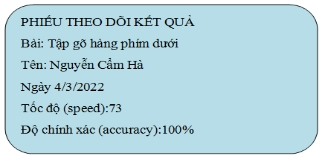 PHIẾU THEO DÕI KẾT QUẢ
Bài: Tập gõ hàng phím dưới
Tên: Nguyễn Cẩm Hà
Ngày 4/3/2022
Tốc độ (speed):73
Độ chính xác (accuracy):100%